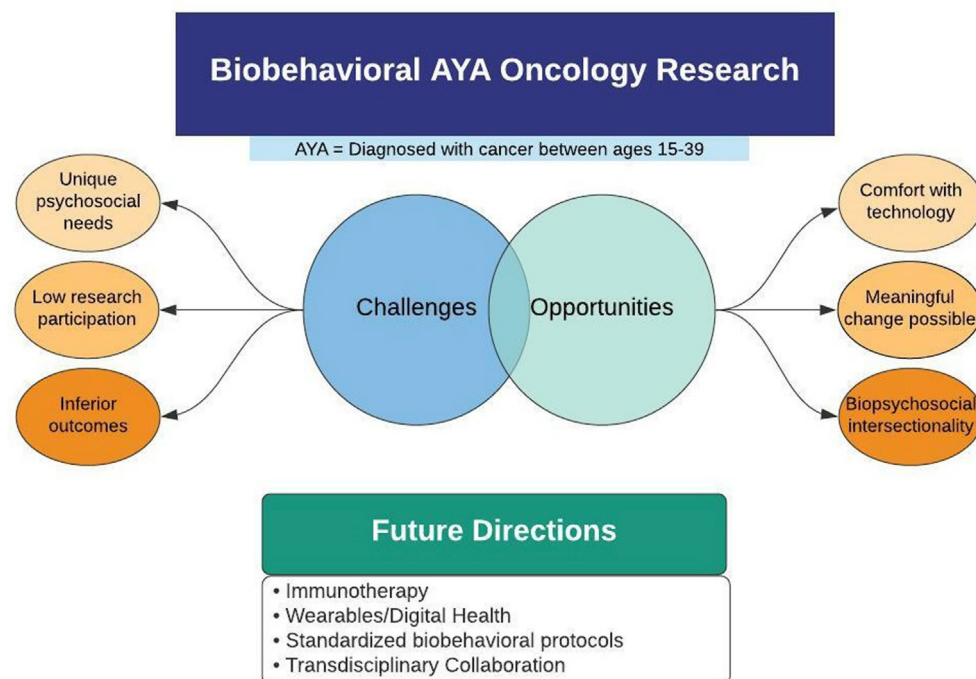 Biobehavioral AYA Oncology Research
AYA = Diagnosed with cancer between ages 15-39
Unique
psychosocial
needs
Low research
participation
Inferior
outcomes
Challenges
Opportunities
Comfort with
technology
Meaningful
change possible
Biopsychosocial
intersectionality
Future Directions
• Immunotherapy
• Wearables/Digital Health
• Standardized biobehavioral protocols
• Transdisciplinary Collaboration